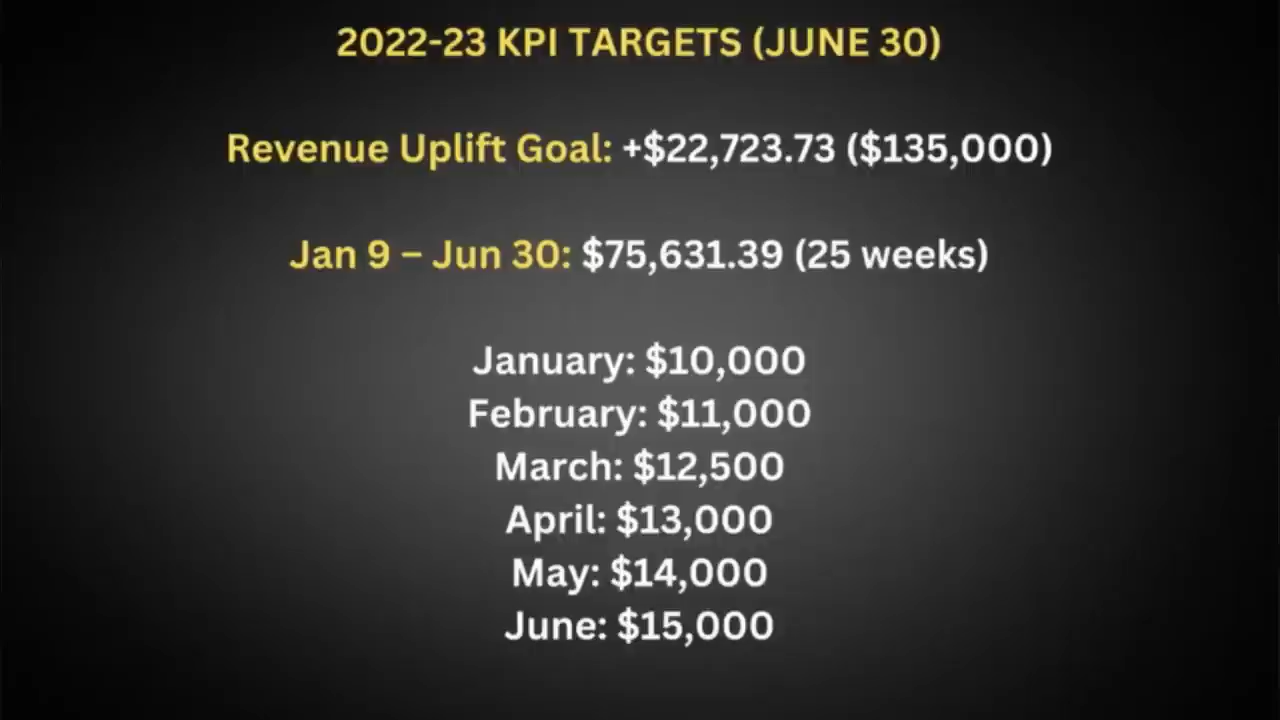 2022-23 KPI TARGETS (JUNE 30)
Revenue Uplift Goal: +$22,723.73 ($135,000)
Jan 9 – Jun 30: $75,631.39 (25 weeks)
January: $10,000
February: $11,000
March: $12,500
April: $13,000
May: $14,000
June: $15,000